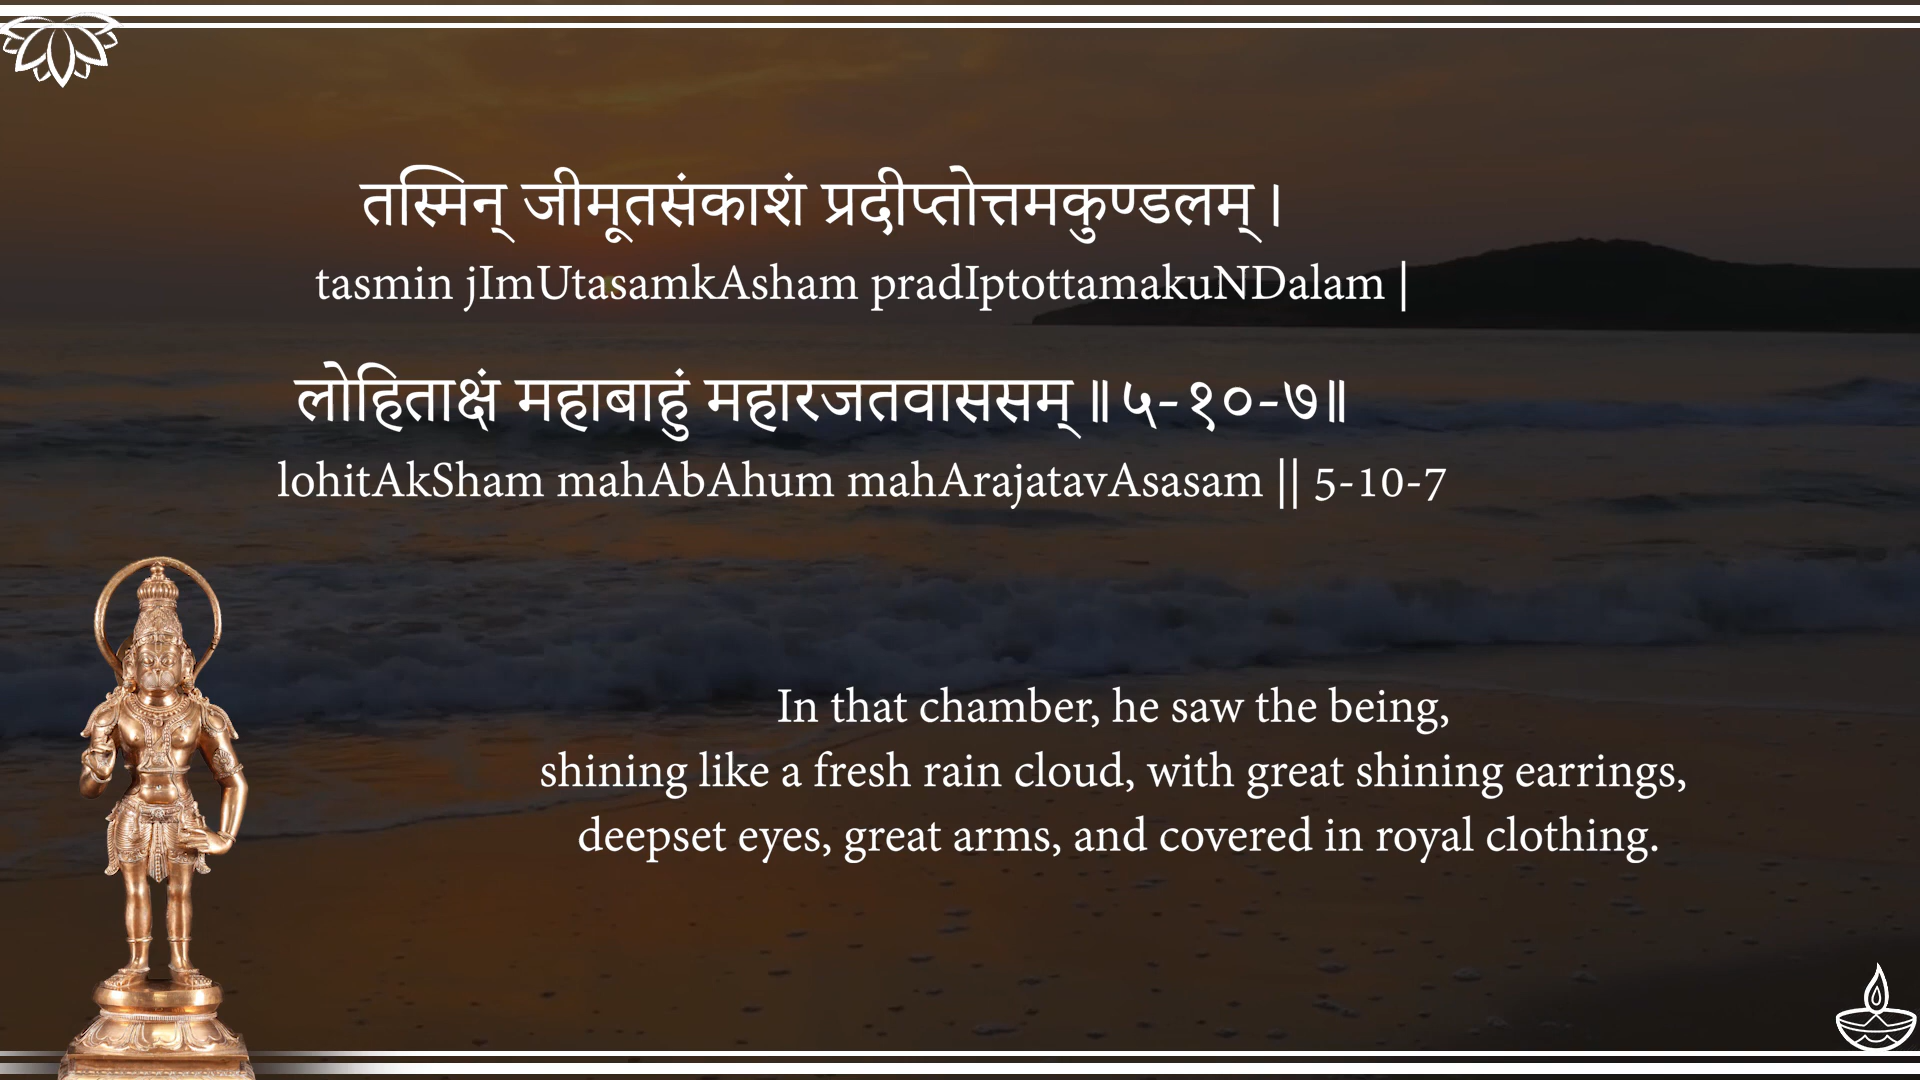 तस्मिन् जीमूतसंकाशं प्रदीप्तोत्तमकुण्डलम् ।
tasmin jImUtasamkAsham pradIptottamakuNDalam |
लोहिताक्षं महाबाहुं महारजतवाससम् ॥ ५-१०-७॥
lohitAkSham mahAbAhum mahArajatavAsasam || 5-10-7
In that chamber, he saw the being,
shining like a fresh rain cloud, with great shining earrings,
deepset eyes, great arms, and covered in royal clothing.